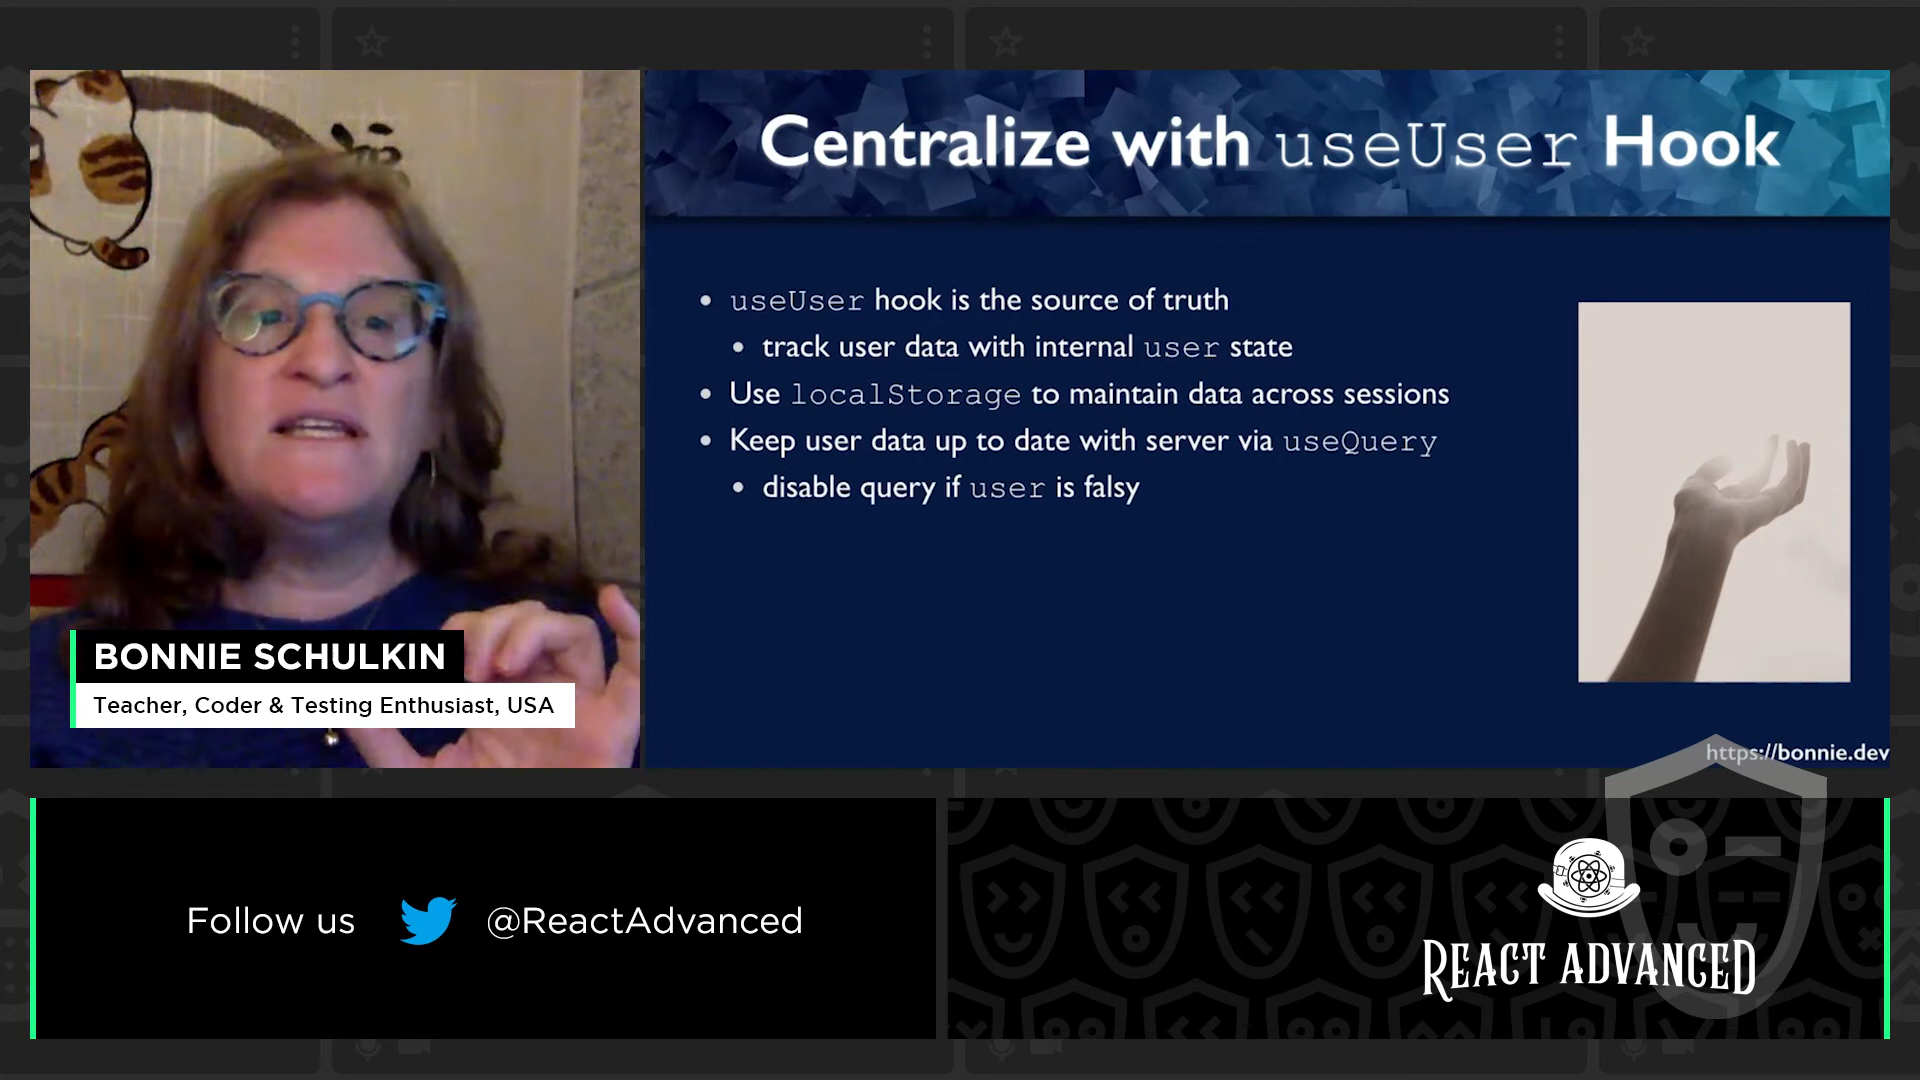 Centralize with useUser Hook
useUser hook is the source of truth
track user data with internal user state
Use localStorage to maintain data across sessions
Keep user data up to date with server via useQuery
disable query if user is falsy
https://bonnie.dev
BONNIE SCHULKIN
Teacher, Coder & Testing Enthusiast, USA
Follow us @ReactAdvanced
REACT ADVANCED